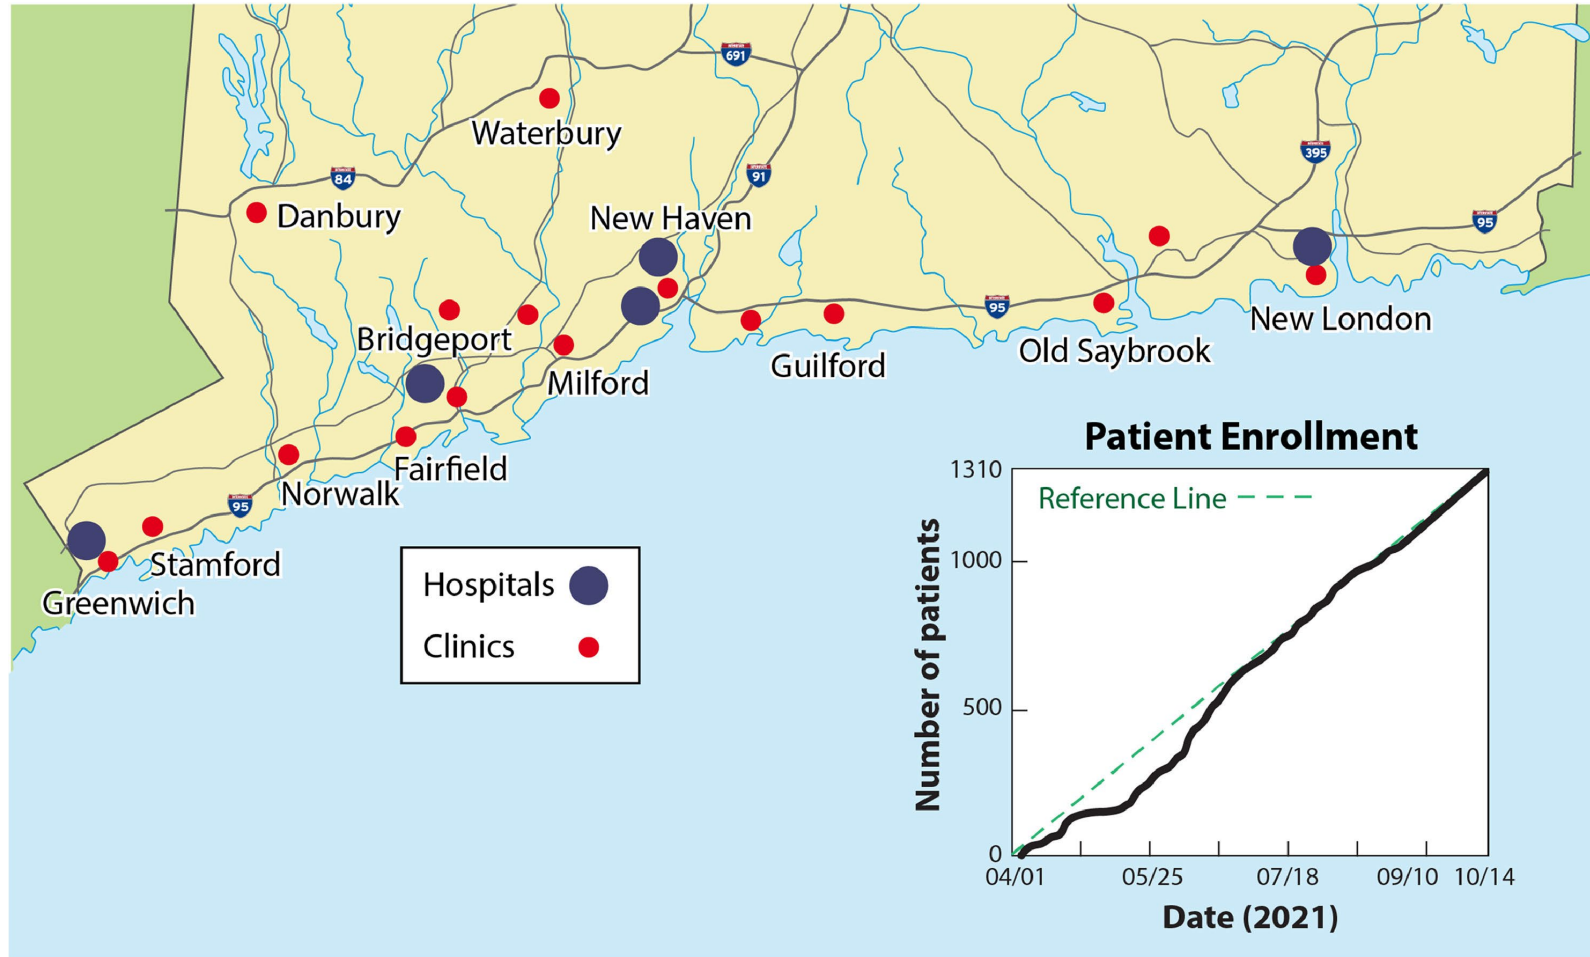 691
Waterbury
395
84
91
Danbury
New Haven
95
95
New London
Bridgeport
Old Saybrook
Guilford
Milford
Fairfield
Norwalk
95
Stamford
Greenwich
Hospitals
Clinics
Patient Enrollment
1310
Reference Line
1000
500
0
Number of patients
04/01 05/25 07/18 09/10 10/14
Date (2021)